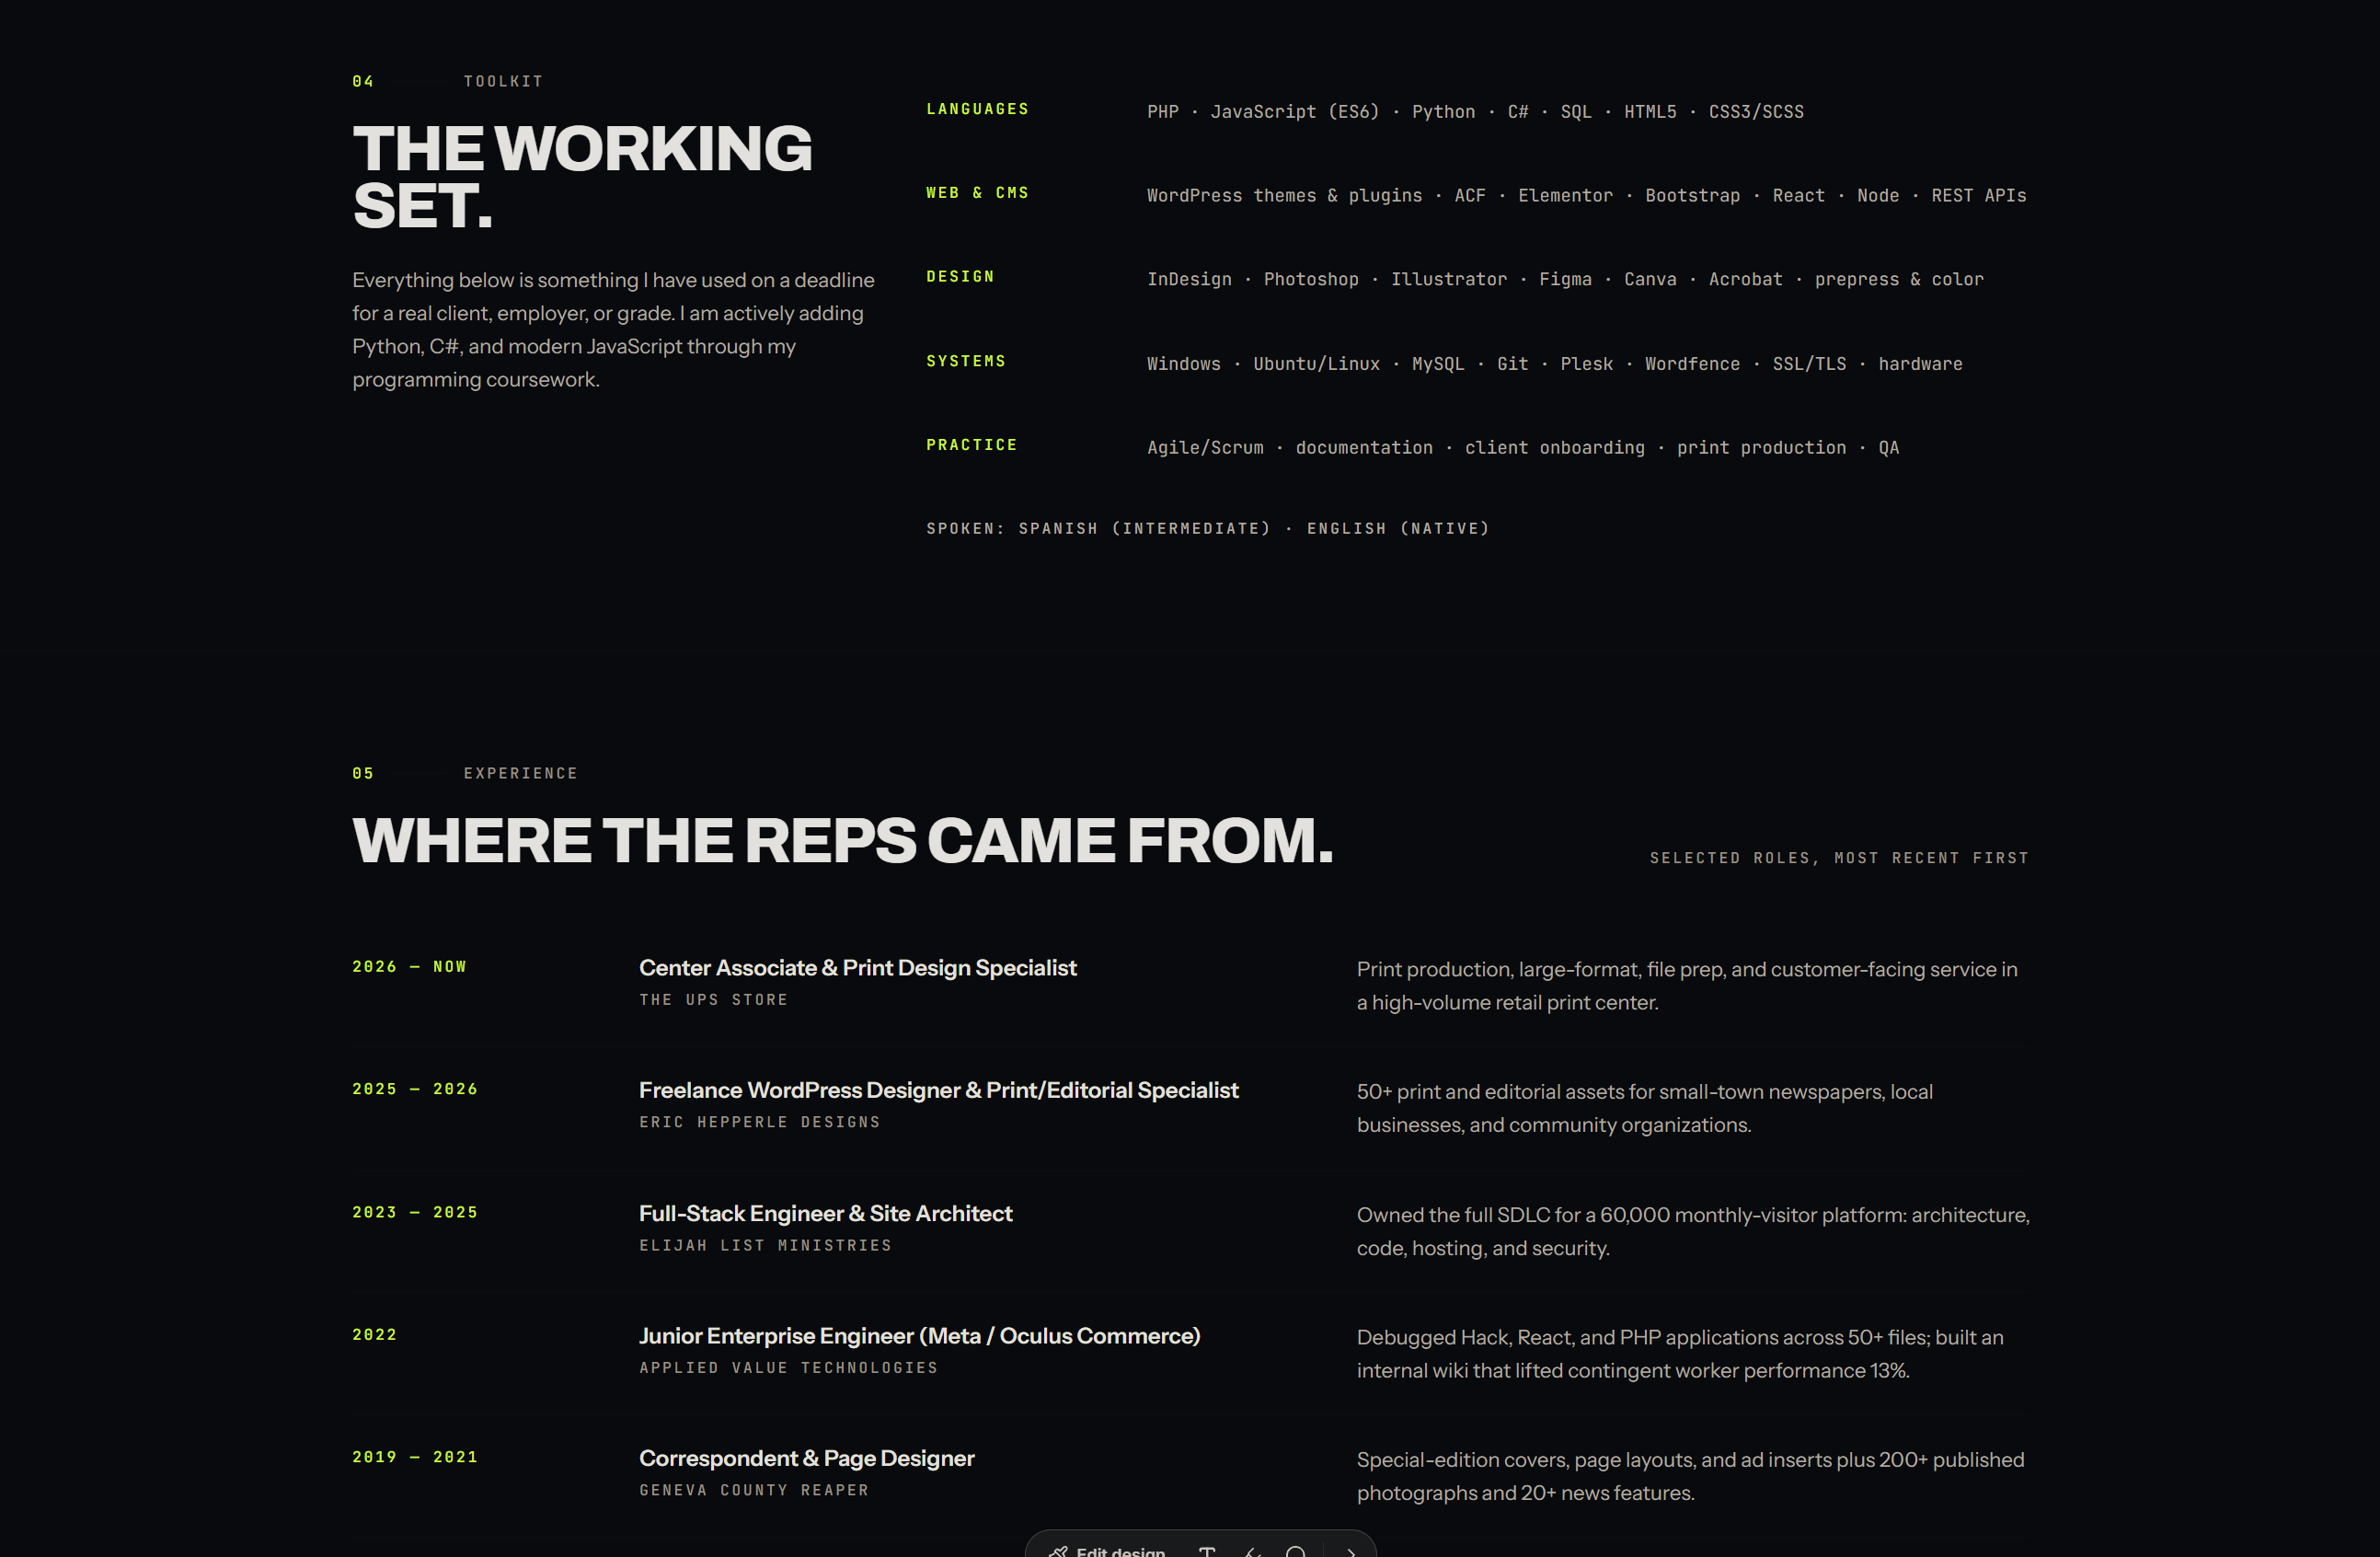 04 TOOLKIT
THE WORKING
SET.
Everything below is something I have used on a deadline
for a real client, employer, or grade. I am actively adding
Python, C#, and modern JavaScript through my
programming coursework.
LANGUAGES PHP · JavaScript (ES6) · Python · C# · SQL · HTML5 · CSS3/SCSS
WEB & CMS WordPress themes & plugins · ACF · Elementor · Bootstrap · React · Node · REST APIs
DESIGN InDesign · Photoshop · Illustrator · Figma · Canva · Acrobat · prepress & color
SYSTEMS Windows · Ubuntu/Linux · MySQL · Git · Plesk · Wordfence · SSL/TLS · hardware
PRACTICE Agile/Scrum · documentation · client onboarding · print production · QA
SPOKEN: SPANISH (INTERMEDIATE) · ENGLISH (NATIVE)
05 EXPERIENCE
WHERE THE REPS CAME FROM.
SELECTED ROLES, MOST RECENT FIRST
2026 — NOW
Center Associate & Print Design Specialist
THE UPS STORE
Print production, large-format, file prep, and customer-facing service in
a high-volume retail print center.
2025 — 2026
Freelance WordPress Designer & Print/Editorial Specialist
ERIC HEPPERLE DESIGNS
50+ print and editorial assets for small-town newspapers, local
businesses, and community organizations.
2023 — 2025
Full-Stack Engineer & Site Architect
ELIJAH LIST MINISTRIES
Owned the full SDLC for a 60,000 monthly-visitor platform: architecture,
code, hosting, and security.
2022
Junior Enterprise Engineer (Meta / Oculus Commerce)
APPLIED VALUE TECHNOLOGIES
Debugged Hack, React, and PHP applications across 50+ files; built an
internal wiki that lifted contingent worker performance 13%.
2019 — 2021
Correspondent & Page Designer
GENEVA COUNTY REAPER
Special-edition covers, page layouts, and ad inserts plus 200+ published
photographs and 20+ news features.
Edit design